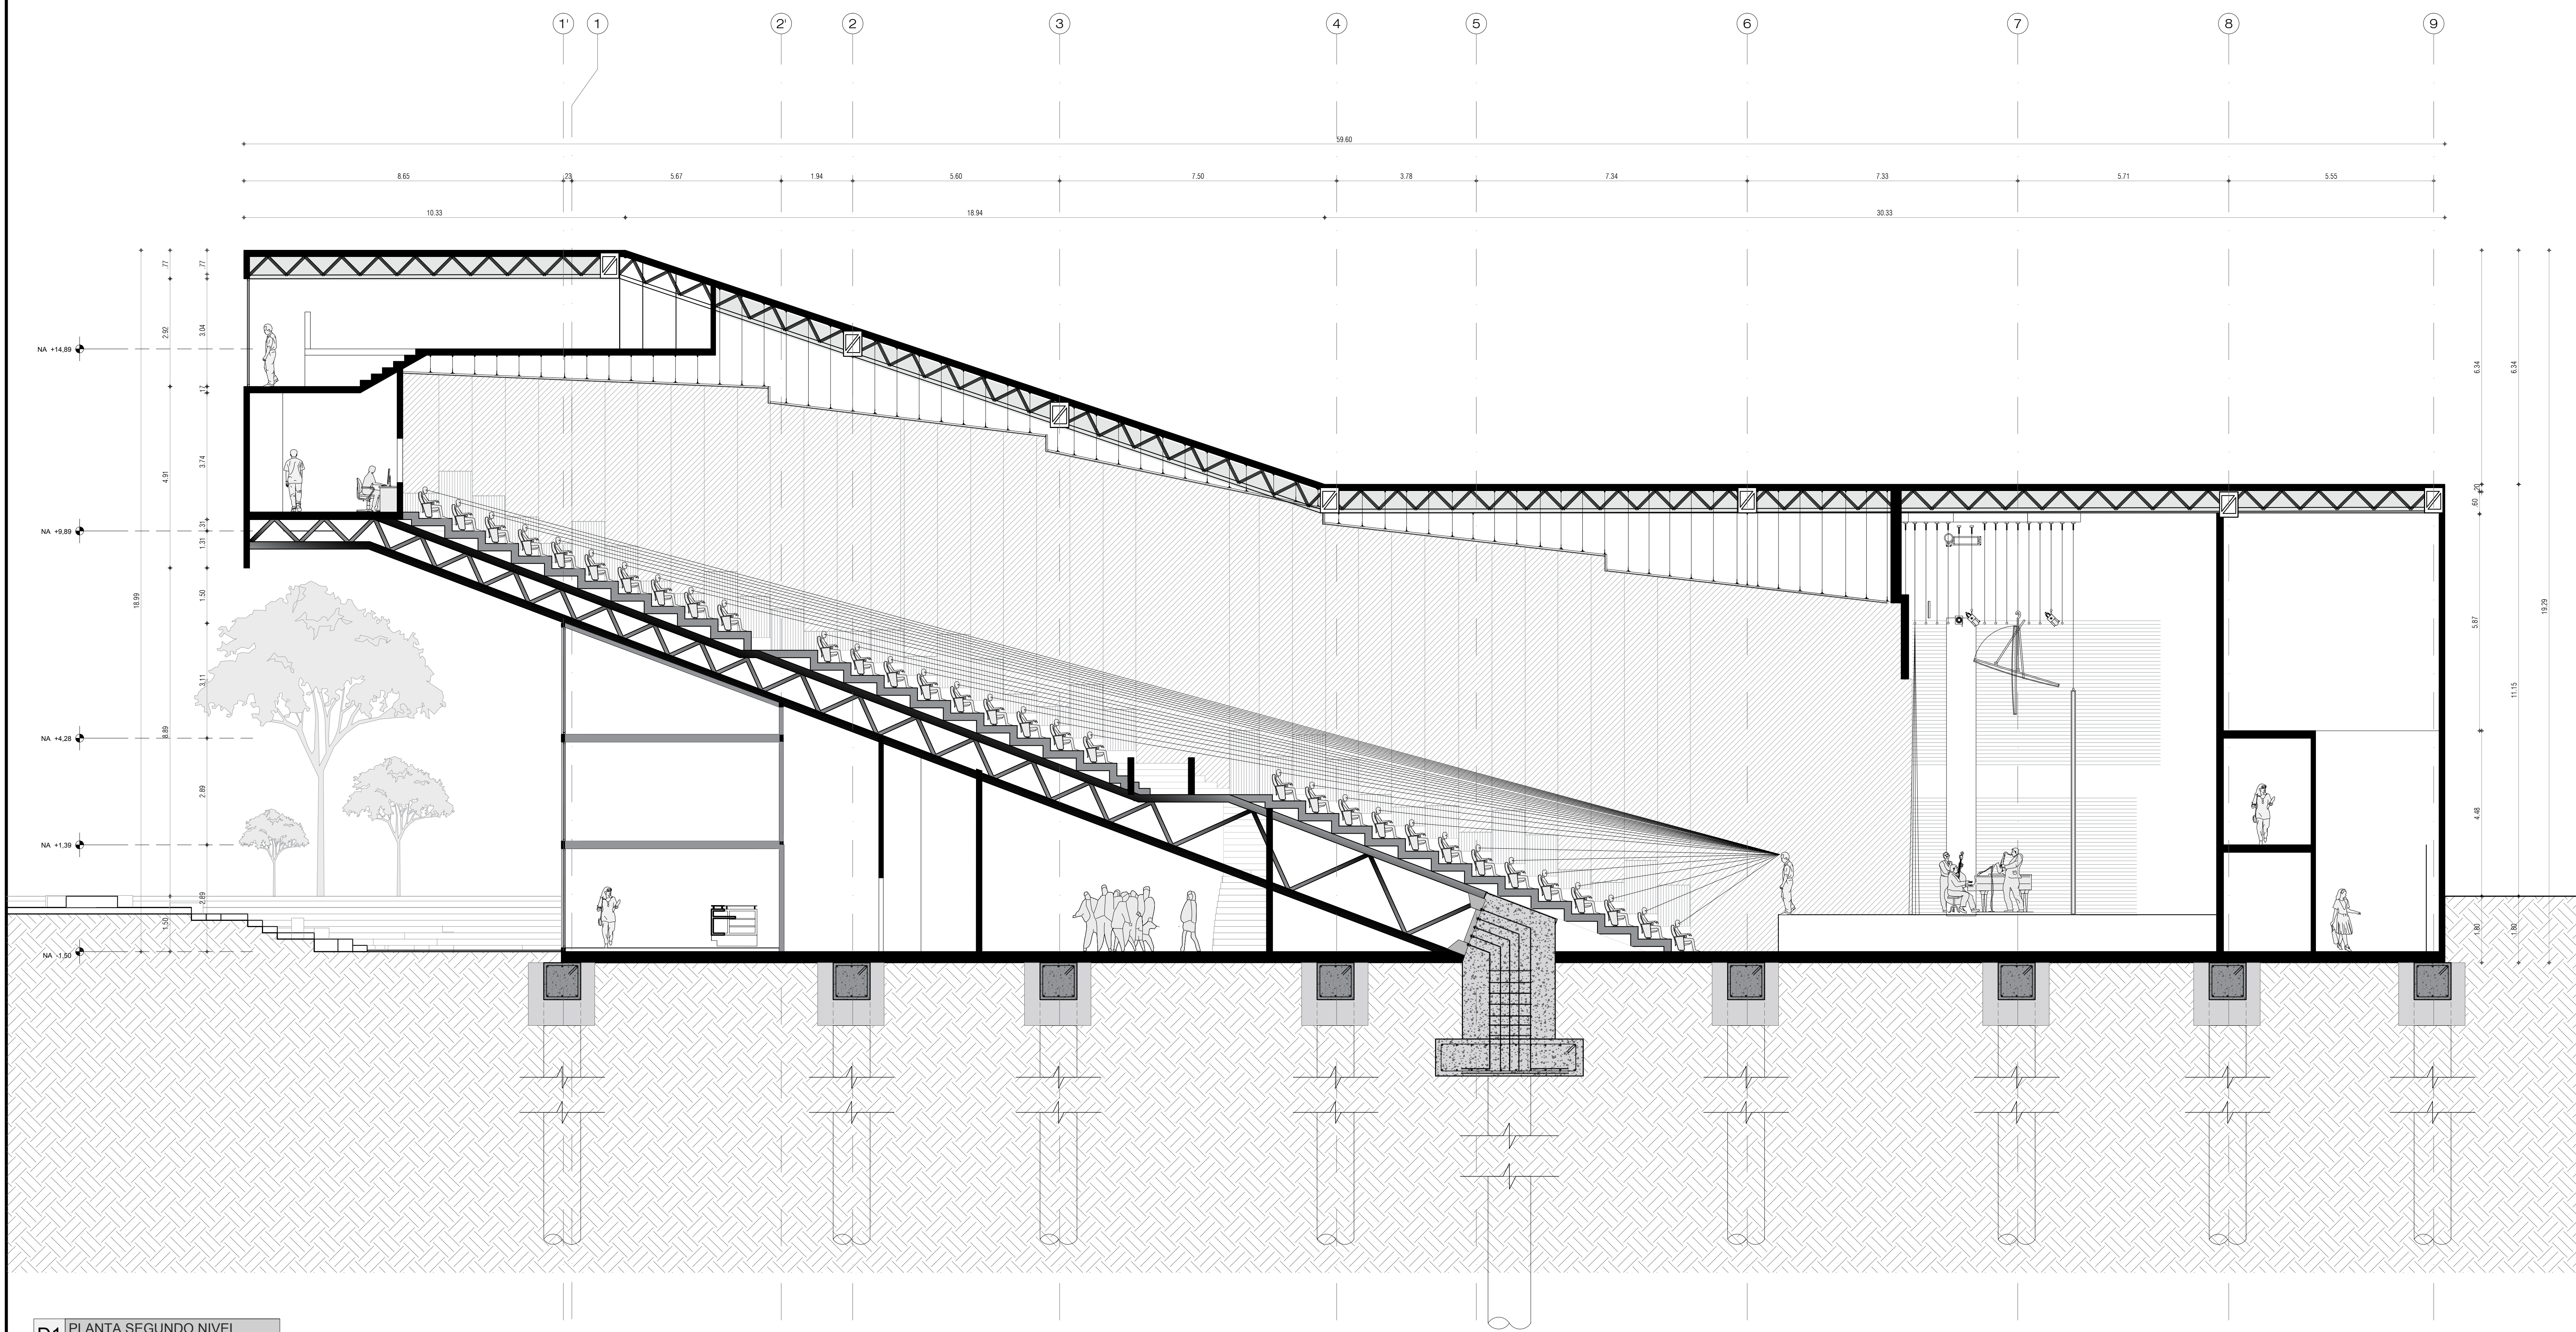 1' 1 2' 2 3 4 5 6 7 8 9
59.60
8.65 .23 5.67 1.94 5.60 7.50 3.78 7.34 7.33 5.71 5.55
10.33 18.94 30.33
.77 .77
2.92 3.04
NA +14,89
6.34 6.34
.17
4.91 3.74
.20
.60
NA +9,89
1.31
1.31
18.99
1.50
19.29
5.87
3.11
11.15
8.89
NA +4,28
2.89
4.48
NA +1,39
2.89
1.50
1.80 1.80
NA -1,50
PLANTA SEGUNDO NIVEL